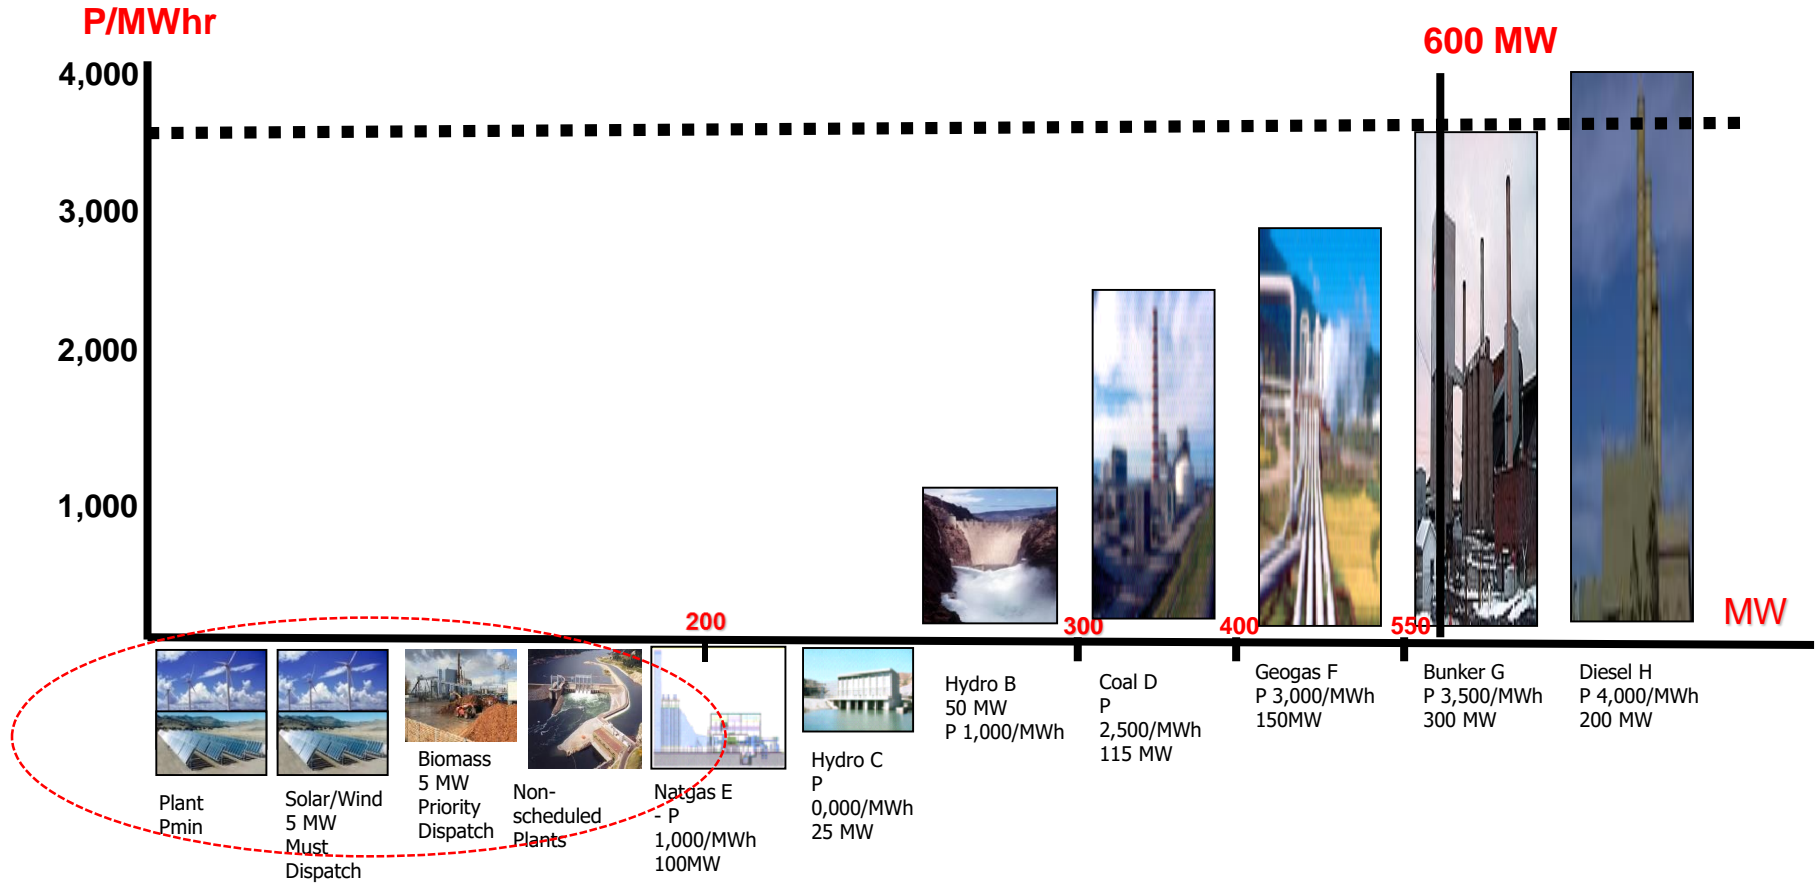 P/MWhr
600 MW
4,000
3,000
2,000
1,000
200
300
400
550
MW
Plant
Pmin
Solar/Wind
5 MW
Must
Dispatch
Biomass
5 MW
Priority
Dispatch
Non-
scheduled
Plants
Natgas E
- P
1,000/MWh
100MW
Hydro C
P
0,000/MWh
25 MW
Hydro B
50 MW
P 1,000/MWh
Coal D
P
2,500/MWh
115 MW
Geogas F
P 3,000/MWh
150MW
Bunker G
P 3,500/MWh
300 MW
Diesel H
P 4,000/MWh
200 MW